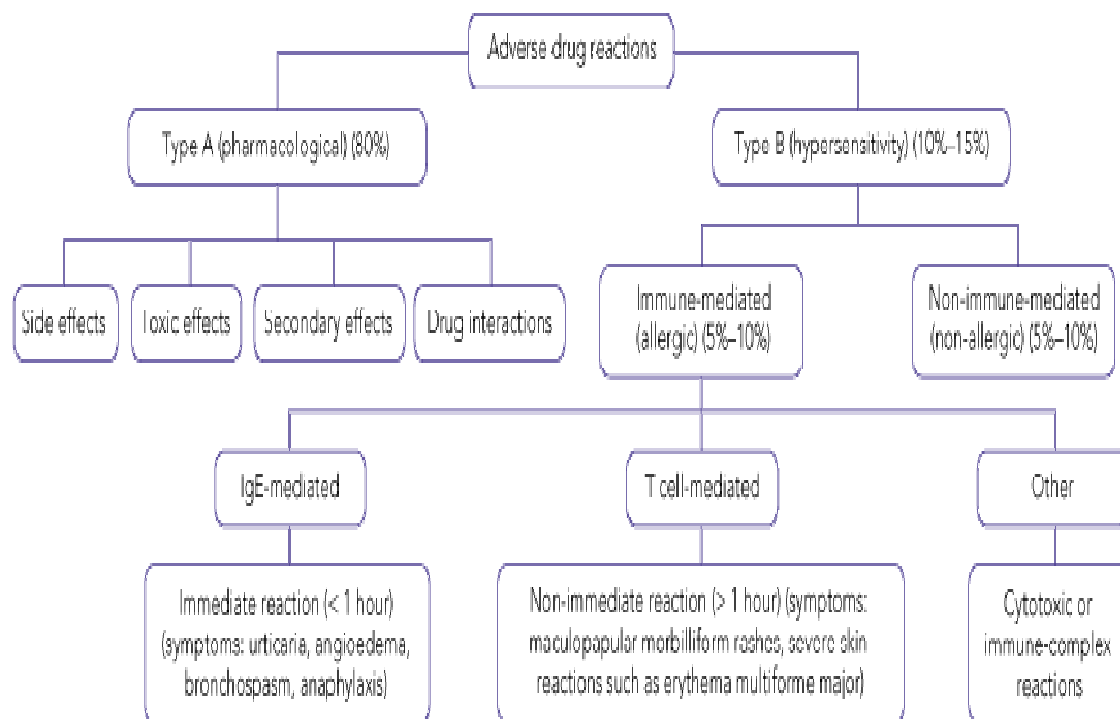 Adverse drug reactions
Type A (pharmacological) (80%)
Type B (hypersensitivity) (10%–15%)
Side effects
Toxic effects
Secondary effects
Drug interactions
Immune-mediated
(allergic) (5%–10%)
Non-immune-mediated
(non-allergic) (5%–10%)
IgE-mediated
T cell-mediated
Other
Immediate reaction (< 1 hour)
(symptoms: urticaria, angioedema,
bronchospasm, anaphylaxis)
Non-immediate reaction (> 1 hour) (symptoms:
maculopapular morbilliform rashes, severe skin
reactions such as erythema multiforme major)
Cytotoxic or
immune-complex
reactions